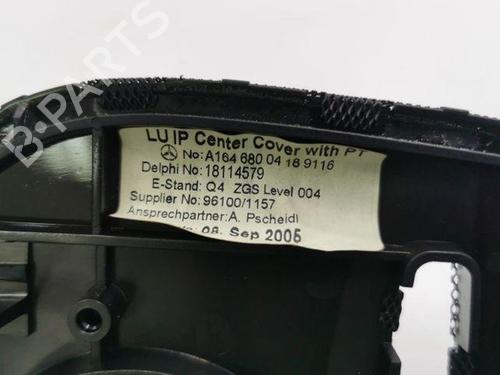 B-PARTS
LU IP Center Cover with PT
No: A164 680 04 18 9116
Delphi No: 18114579
E-Stand: Q4 ZGS Level 004
Supplier No: 96100/1157
Ansprechpartner: A. Pscheidl
08. Sep 2005